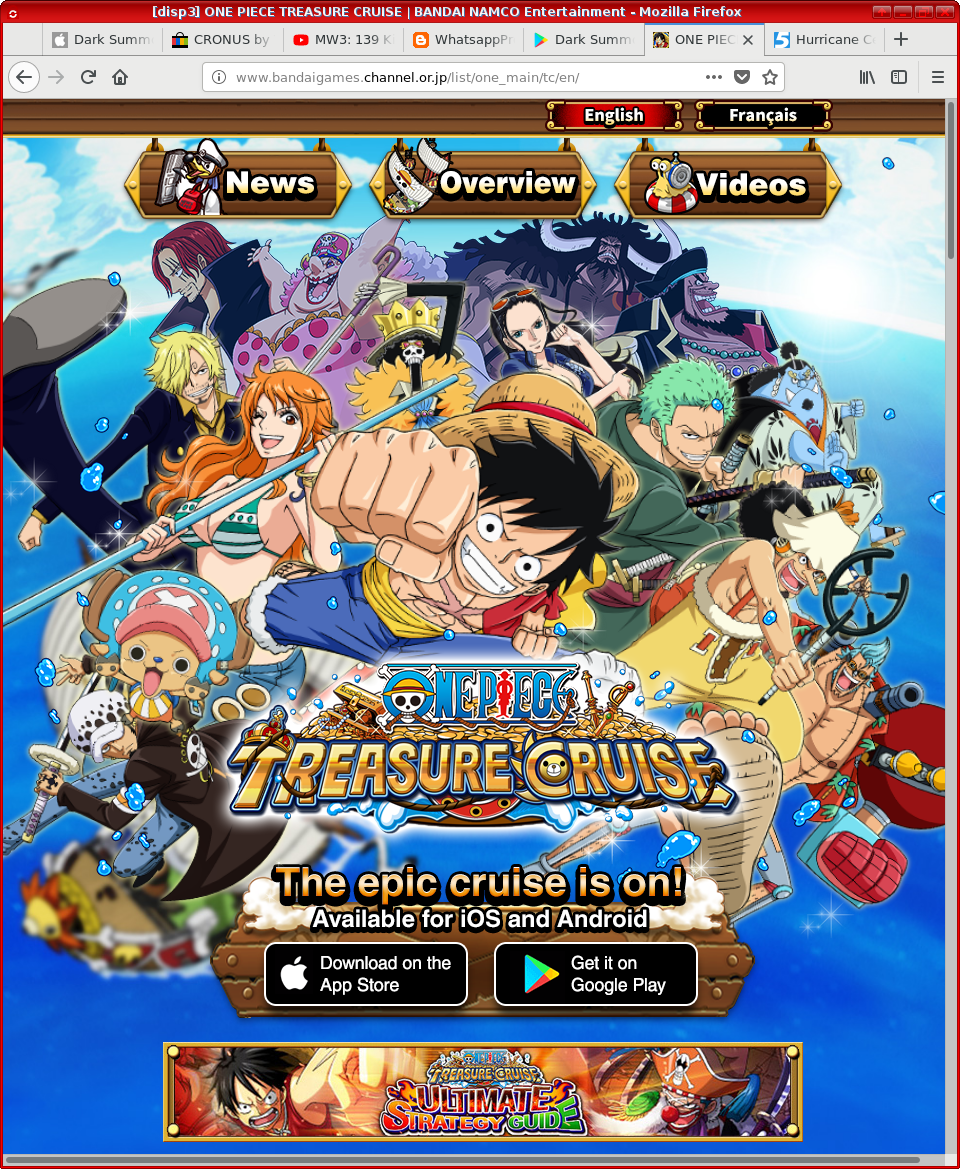 [disp3] ONE PIECE TREASURE CRUISE | BANDAI NAMCO Entertainment - Mozilla Firefox
Dark Summ
CRONUS by
MW3: 139 K
WhatsappPr
Dark Summ
ONE PIEC
Hurricane C
www.bandaigames.channel.or.jp/list/one_main/tc/en/
English
Français
News
Overview
Videos
ONE PIECE
TREASURE CRUISE
The epic cruise is on!
Available for iOS and Android
Download on the
App Store
Get it on
Google Play
ONE PIECE
TREASURE CRUISE
ULTIMATE
STRATEGY GUIDE